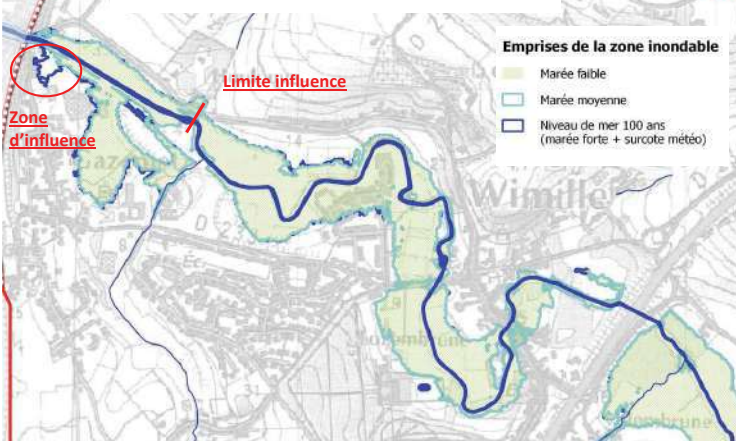 Emprises de la zone inondable
Marée faible
Marée moyenne
Niveau de mer 100 ans
(marée forte + surcote météo)
Limite influence
Zone
d'influence
Wimille